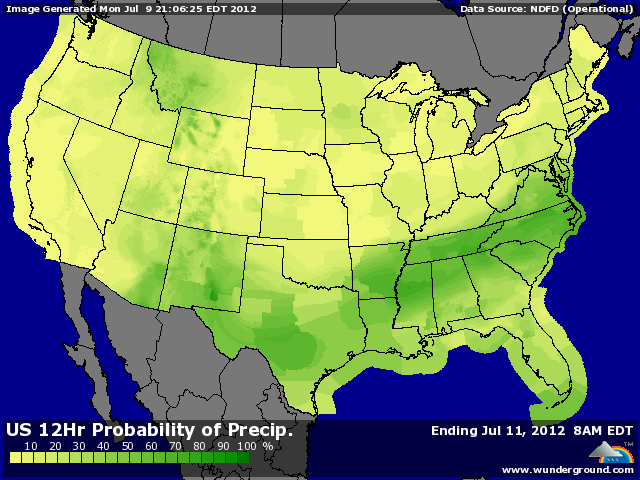 Image Generated Mon Jul 9 21:06:25 EDT 2012
Data Source: NDFD (Operational)
US 12Hr Probability of Precip.
Ending Jul 11, 2012 8AM EDT
10 20 30 40 50 60 70 80 90 100 %
TM
www.wunderground.com